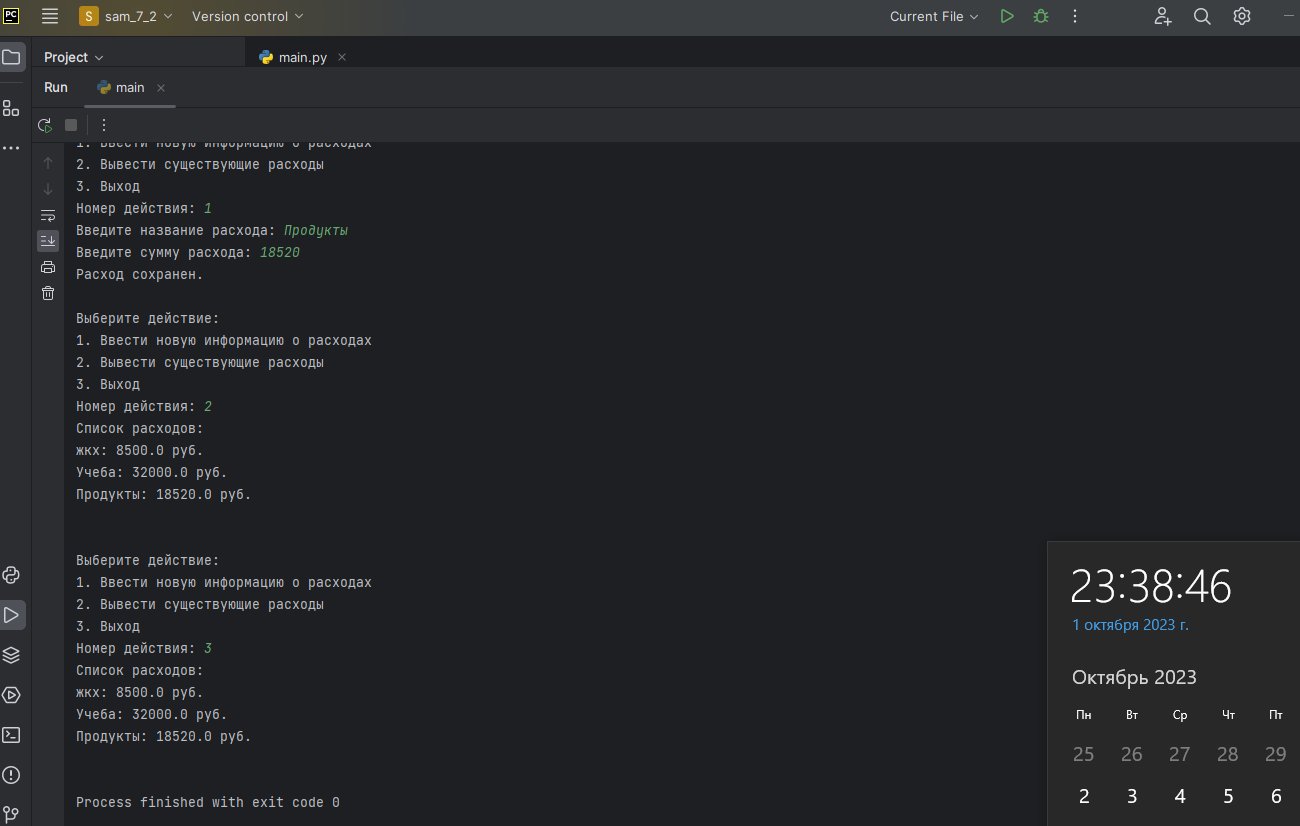 PC
S sam_7_2 Version control Current File
Project main.py
Run main
1. Ввести новую информацию о расходах
2. Вывести существующие расходы
3. Выход
Номер действия: 1
Введите название расхода: Продукты
Введите сумму расхода: 18520
Расход сохранен.
Выберите действие:
1. Ввести новую информацию о расходах
2. Вывести существующие расходы
3. Выход
Номер действия: 2
Список расходов:
жкх: 8500.0 руб.
Учеба: 32000.0 руб.
Продукты: 18520.0 руб.
Выберите действие:
1. Ввести новую информацию о расходах
2. Вывести существующие расходы
3. Выход
Номер действия: 3
Список расходов:
жкх: 8500.0 руб.
Учеба: 32000.0 руб.
Продукты: 18520.0 руб.
Process finished with exit code 0
23:38:46
1 октября 2023 г.
Октябрь 2023
Пн Вт Ср Чт Пт
25 26 27 28 29
2 3 4 5 6